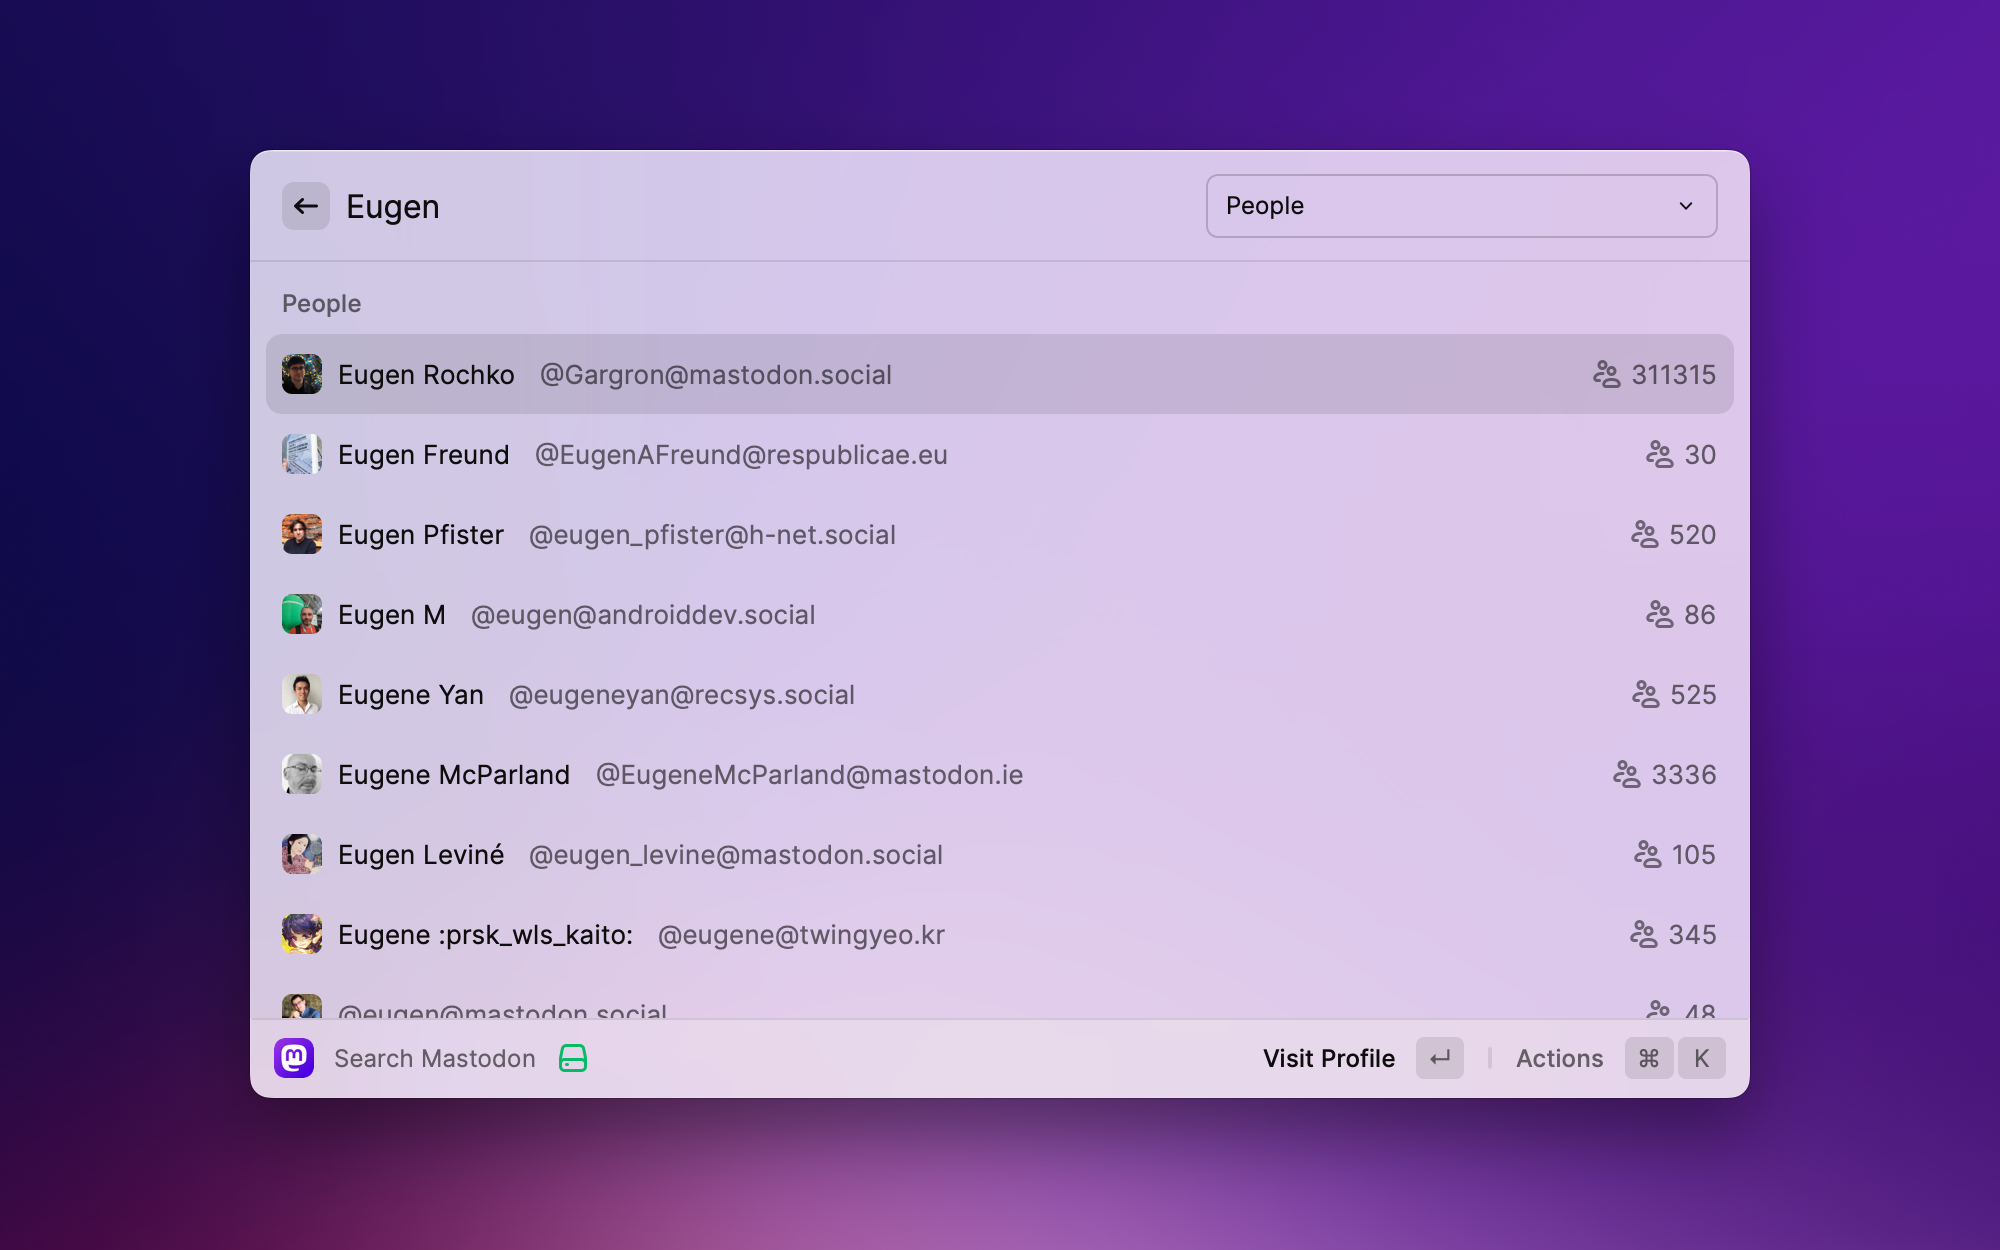 Eugen
People
People
Eugen Rochko @Gargron@mastodon.social 311315
Eugen Freund @EugenAFreund@respublicae.eu 30
Eugen Pfister @eugen_pfister@h-net.social 520
Eugen M @eugen@androiddev.social 86
Eugene Yan @eugeneyan@recsys.social 525
Eugene McParland @EugeneMcParland@mastodon.ie 3336
Eugen Leviné @eugen_levine@mastodon.social 105
Eugene :prsk_wls_kaito: @eugene@twingyeo.kr 345
@eugen@mastodon.social 48
Search Mastodon Visit Profile ↵ Actions ⌘ K